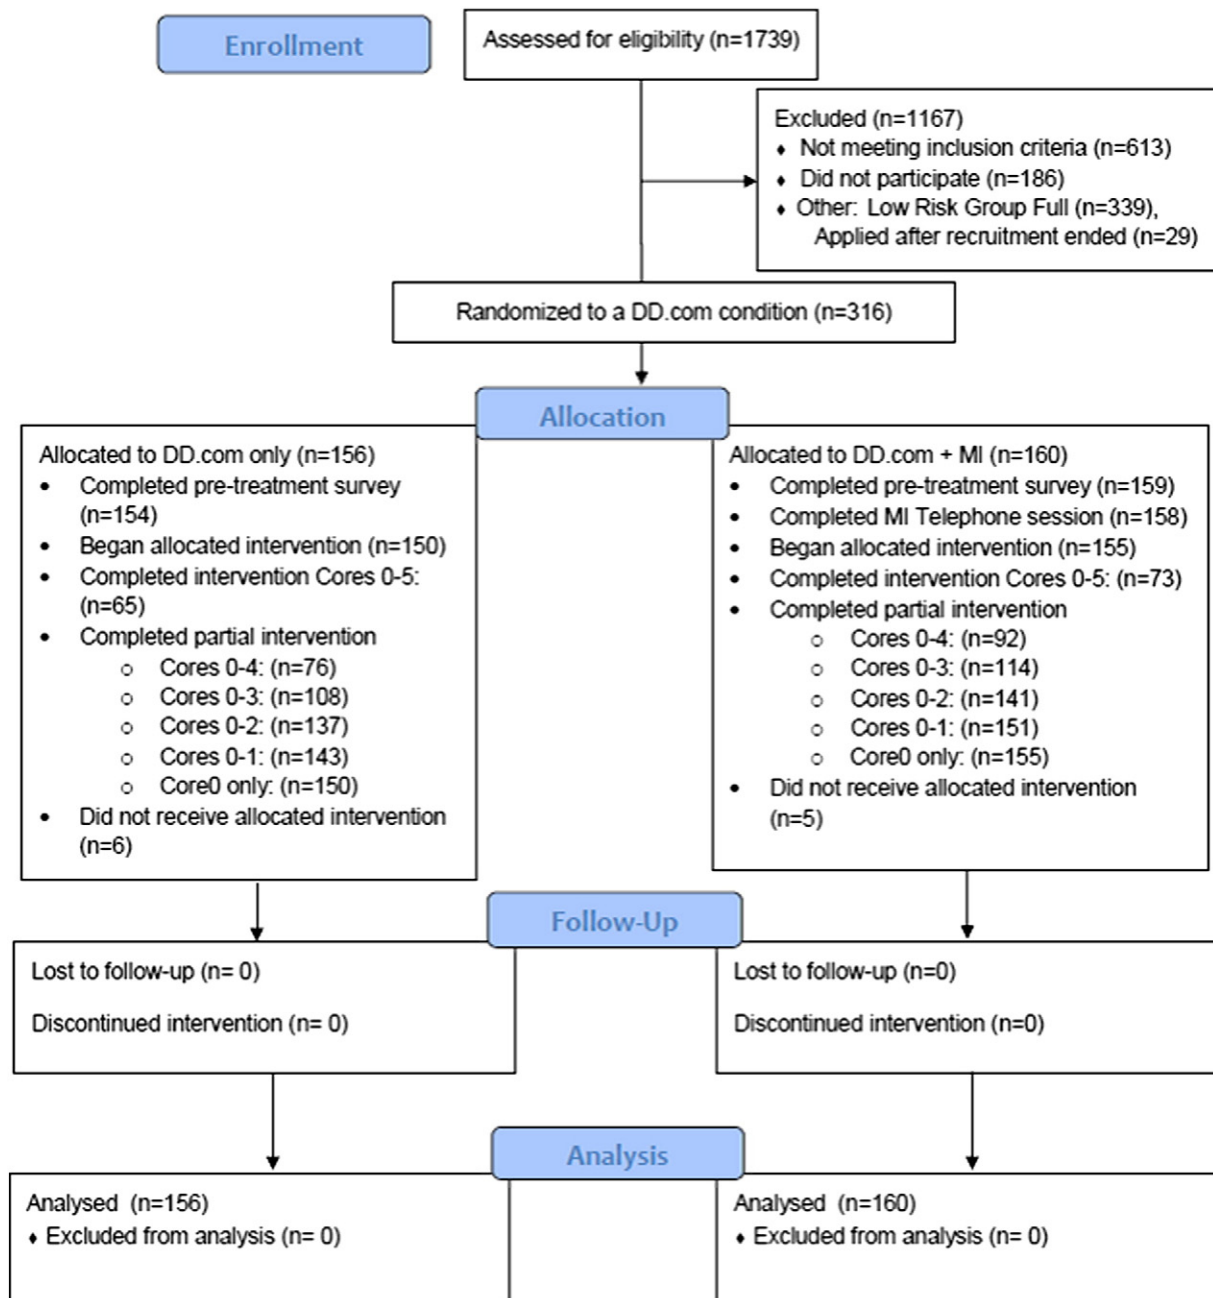 Enrollment
Assessed for eligibility (n=1739)
Excluded (n=1167)
♦ Not meeting inclusion criteria (n=613)
♦ Did not participate (n=186)
♦ Other: Low Risk Group Full (n=339),
Applied after recruitment ended (n=29)
Randomized to a DD.com condition (n=316)
Allocation
Allocated to DD.com only (n=156)
• Completed pre-treatment survey
(n=154)
• Began allocated intervention (n=150)
• Completed intervention Cores 0-5:
(n=65)
• Completed partial intervention
o Cores 0-4: (n=76)
o Cores 0-3: (n=108)
o Cores 0-2: (n=137)
o Cores 0-1: (n=143)
o Core0 only: (n=150)
• Did not receive allocated intervention
(n=6)
Allocated to DD.com + MI (n=160)
• Completed pre-treatment survey (n=159)
• Completed MI Telephone session (n=158)
• Began allocated intervention (n=155)
• Completed intervention Cores 0-5: (n=73)
• Completed partial intervention
o Cores 0-4: (n=92)
o Cores 0-3: (n=114)
o Cores 0-2: (n=141)
o Cores 0-1: (n=151)
o Core0 only: (n=155)
• Did not receive allocated intervention
(n=5)
Follow-Up
Lost to follow-up (n= 0)
Discontinued intervention (n= 0)
Lost to follow-up (n=0)
Discontinued intervention (n=0)
Analysis
Analysed (n=156)
♦ Excluded from analysis (n= 0)
Analysed (n=160)
♦ Excluded from analysis (n= 0)